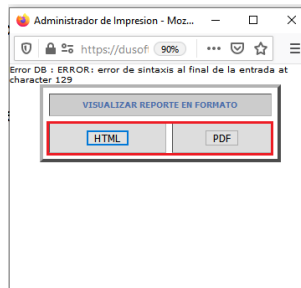 Administrador de Impresion - Moz...
https://dusoft 90%
Error DB : ERROR: error de sintaxis al final de la entrada at
character 129
VISUALIZAR REPORTE EN FORMATO
HTML PDF